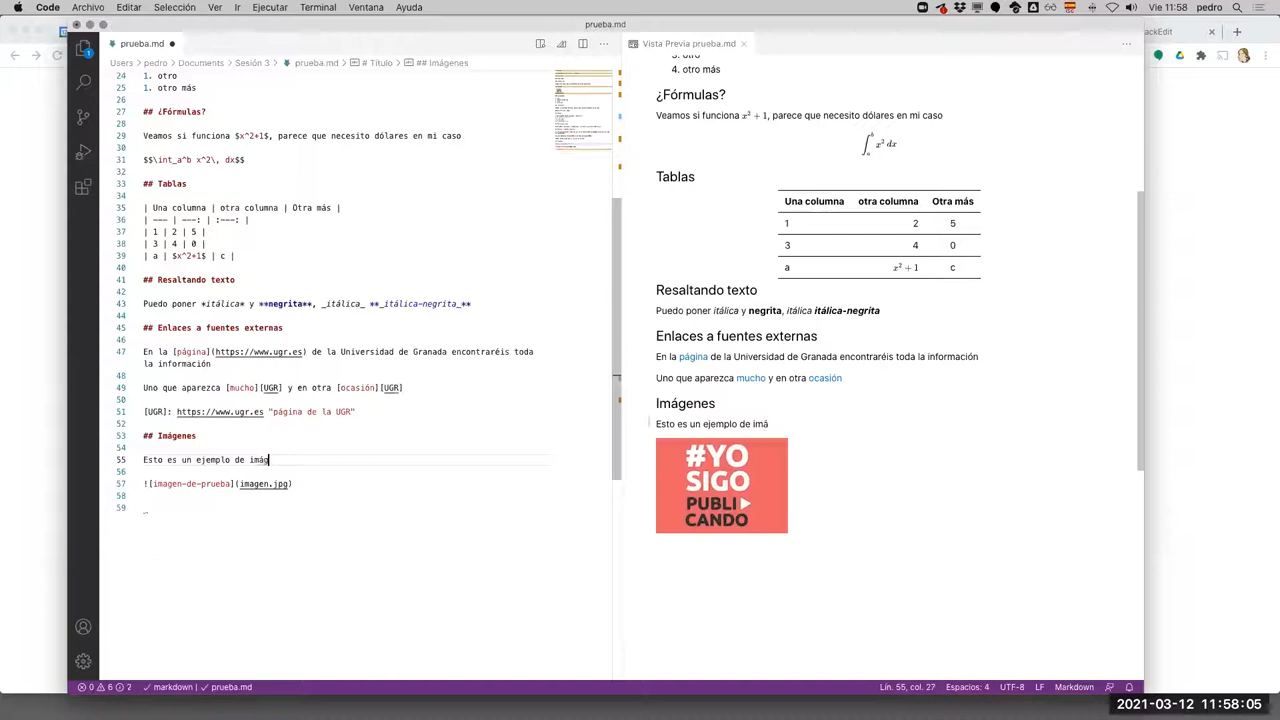 Code Archivo Editar Selección Ver Ir Ejecutar Terminal Ventana Ayuda
Vie 11:58 Pedro
prueba.md
ackEdit
prueba.md
Vista Previa prueba.md
Users pedro Documents Sesión 3 prueba.md # Título ## Imágenes
24 1. otro
25 1. otro más
26
27 ## ¿Fórmulas?
28
29 Veamos si funciona $x^2+1$, parece que necesito dólares en mi caso
30
31 $$\int_a^b x^2\, dx$$
32
33 ## Tablas
34
35 | Una columna | otra columna | Otra más |
36 | --- | ---: | :---: |
37 | 1 | 2 | 5 |
38 | 3 | 4 | 0 |
39 | a | $x^2+1$ | c |
40
41 ## Resaltando texto
42
43 Puedo poner *itálica* y **negrita**, _itálica_ **_itálica-negrita_**
44
45 ## Enlaces a fuentes externas
46
47 En la [página](https://www.ugr.es) de la Universidad de Granada encontraréis toda
la información
48
49 Uno que aparezca [mucho][UGR] y en otra [ocasión][UGR]
50
51 [UGR]: https://www.ugr.es "página de la UGR"
52
53 ## Imágenes
54
55 Esto es un ejemplo de imág
56
57 ![imagen-de-prueba](imagen.jpg)
58
59
3. otro
4. otro más
¿Fórmulas?
Veamos si funciona x² + 1, parece que necesito dólares en mi caso
∫ₐᵇ x² dx
Tablas
Una columna otra columna Otra más
1 2 5
3 4 0
a x² + 1 c
Resaltando texto
Puedo poner itálica y negrita, itálica itálica-negrita
Enlaces a fuentes externas
En la página de la Universidad de Granada encontraréis toda la información
Uno que aparezca mucho y en otra ocasión
Imágenes
Esto es un ejemplo de imá
#YO
SIGO
PUBLI
CANDO
0 6 2 markdown | prueba.md
Lín. 55, col. 27 Espacios: 4 UTF-8 LF Markdown
2021-03-12 11:58:05